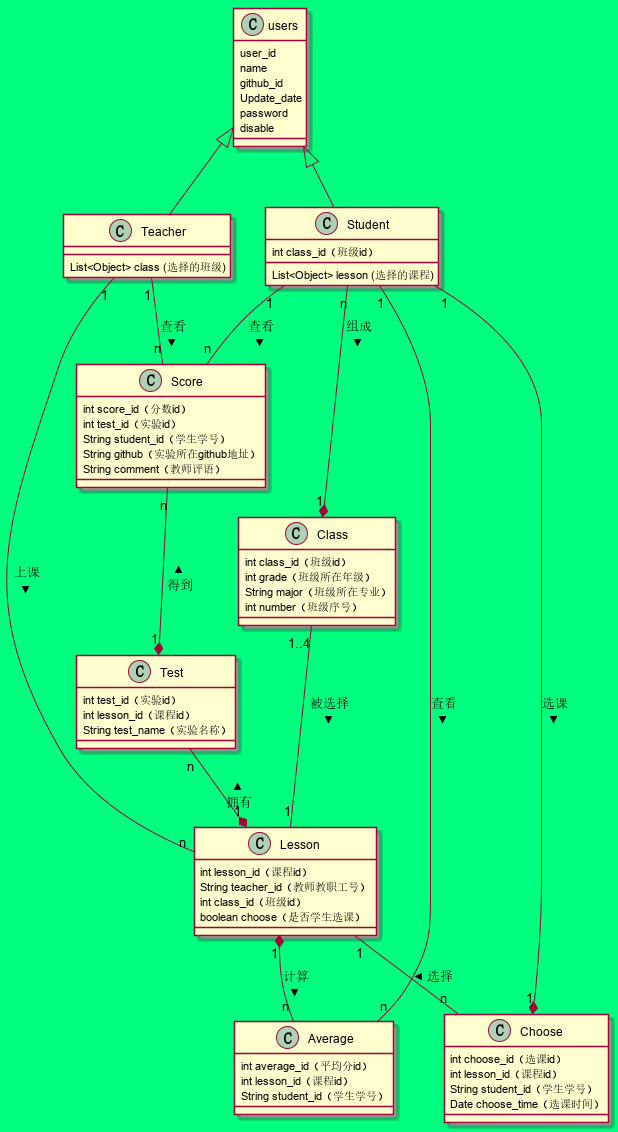 C users
user_id
name
github_id
Update_date
password
disable
C Teacher
List<Object> class (选择的班级)
C Student
int class_id（班级id）
List<Object> lesson (选择的课程)
1
1
1
n
1
1
查看
▼
查看
▼
组成
▼
n
n
C Score
int score_id（分数id）
int test_id（实验id）
String student_id（学生学号）
String github（实验所在github地址）
String comment（教师评语）
n
1
C Class
int class_id（班级id）
int grade（班级所在年级）
String major（班级所在专业）
int number（班级序号）
1..4
上课
▼
▲
得到
1
C Test
int test_id（实验id）
int lesson_id（课程id）
String test_name（实验名称）
n
被选择
▼
查看
▼
选课
▼
▲
拥有
1
1
n
C Lesson
int lesson_id（课程id）
String teacher_id（教师教职工号）
int class_id（班级id）
boolean choose（是否学生选课）
1
1
计算
▼
◄ 选择
n
n
n
1
C Average
int average_id（平均分id）
int lesson_id（课程id）
String student_id（学生学号）
C Choose
int choose_id（选课id）
int lesson_id（课程id）
String student_id（学生学号）
Date choose_time（选课时间）